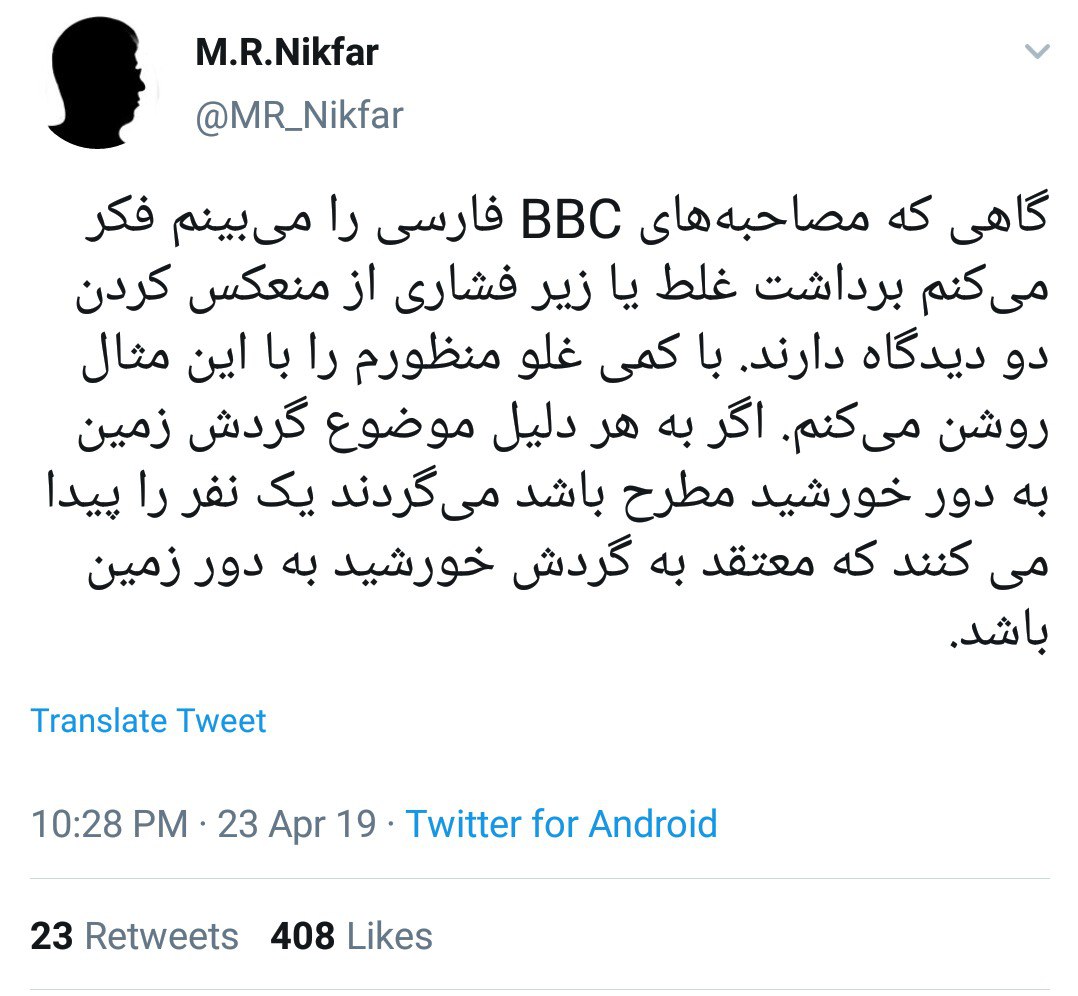 M.R.Nikfar
@MR_Nikfar
گاهی که مصاحبه‌های BBC فارسی را می‌بینم فکر
می‌کنم برداشت غلط یا زیر فشاری از منعکس کردن
دو دیدگاه دارند. با کمی غلو منظورم را با این مثال
روشن می‌کنم. اگر به هر دلیل موضوع گردش زمین
به دور خورشید مطرح باشد می‌گردند یک نفر را پیدا
می کنند که معتقد به گردش خورشید به دور زمین
باشد.
Translate Tweet
10:28 PM · 23 Apr 19 · Twitter for Android
23 Retweets 408 Likes